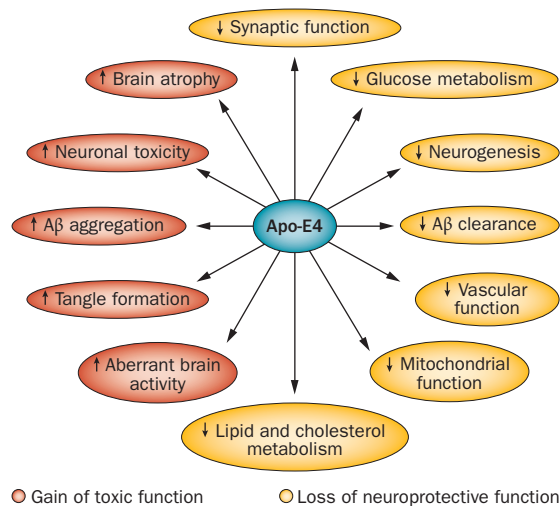 ↓ Synaptic function
↑ Brain atrophy
↓ Glucose metabolism
↑ Neuronal toxicity
↓ Neurogenesis
↑ Aβ aggregation
Apo-E4
↓ Aβ clearance
↑ Tangle formation
↓ Vascular
function
↑ Aberrant brain
activity
↓ Mitochondrial
function
↓ Lipid and cholesterol
metabolism
Gain of toxic function
Loss of neuroprotective function